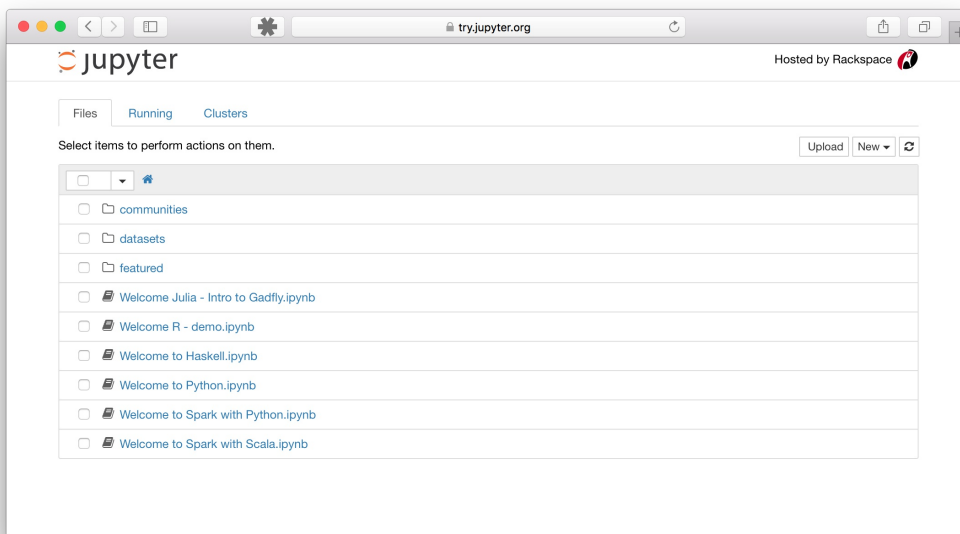 try.jupyter.org
jupyter
Hosted by Rackspace
Files Running Clusters
Select items to perform actions on them.
Upload New
communities
datasets
featured
Welcome Julia - Intro to Gadfly.ipynb
Welcome R - demo.ipynb
Welcome to Haskell.ipynb
Welcome to Python.ipynb
Welcome to Spark with Python.ipynb
Welcome to Spark with Scala.ipynb